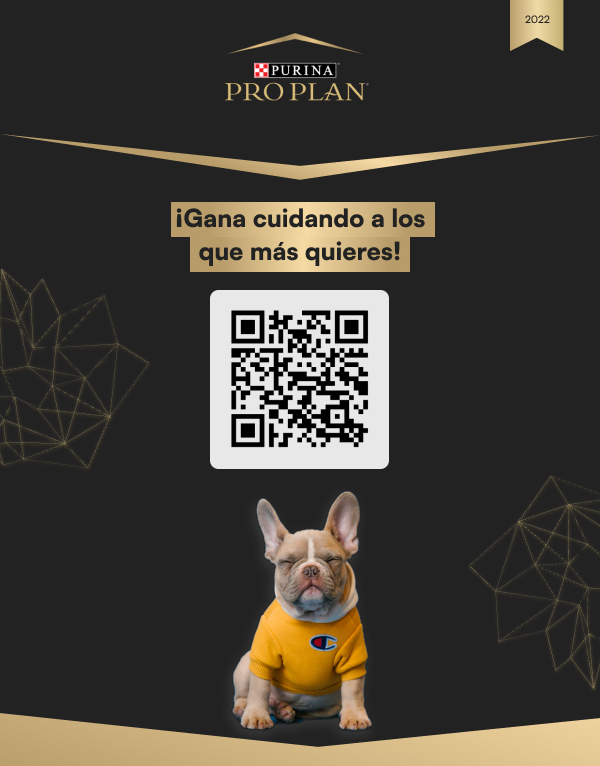 2022
PURINA
PRO PLAN
¡Gana cuidando a los
que más quieres!